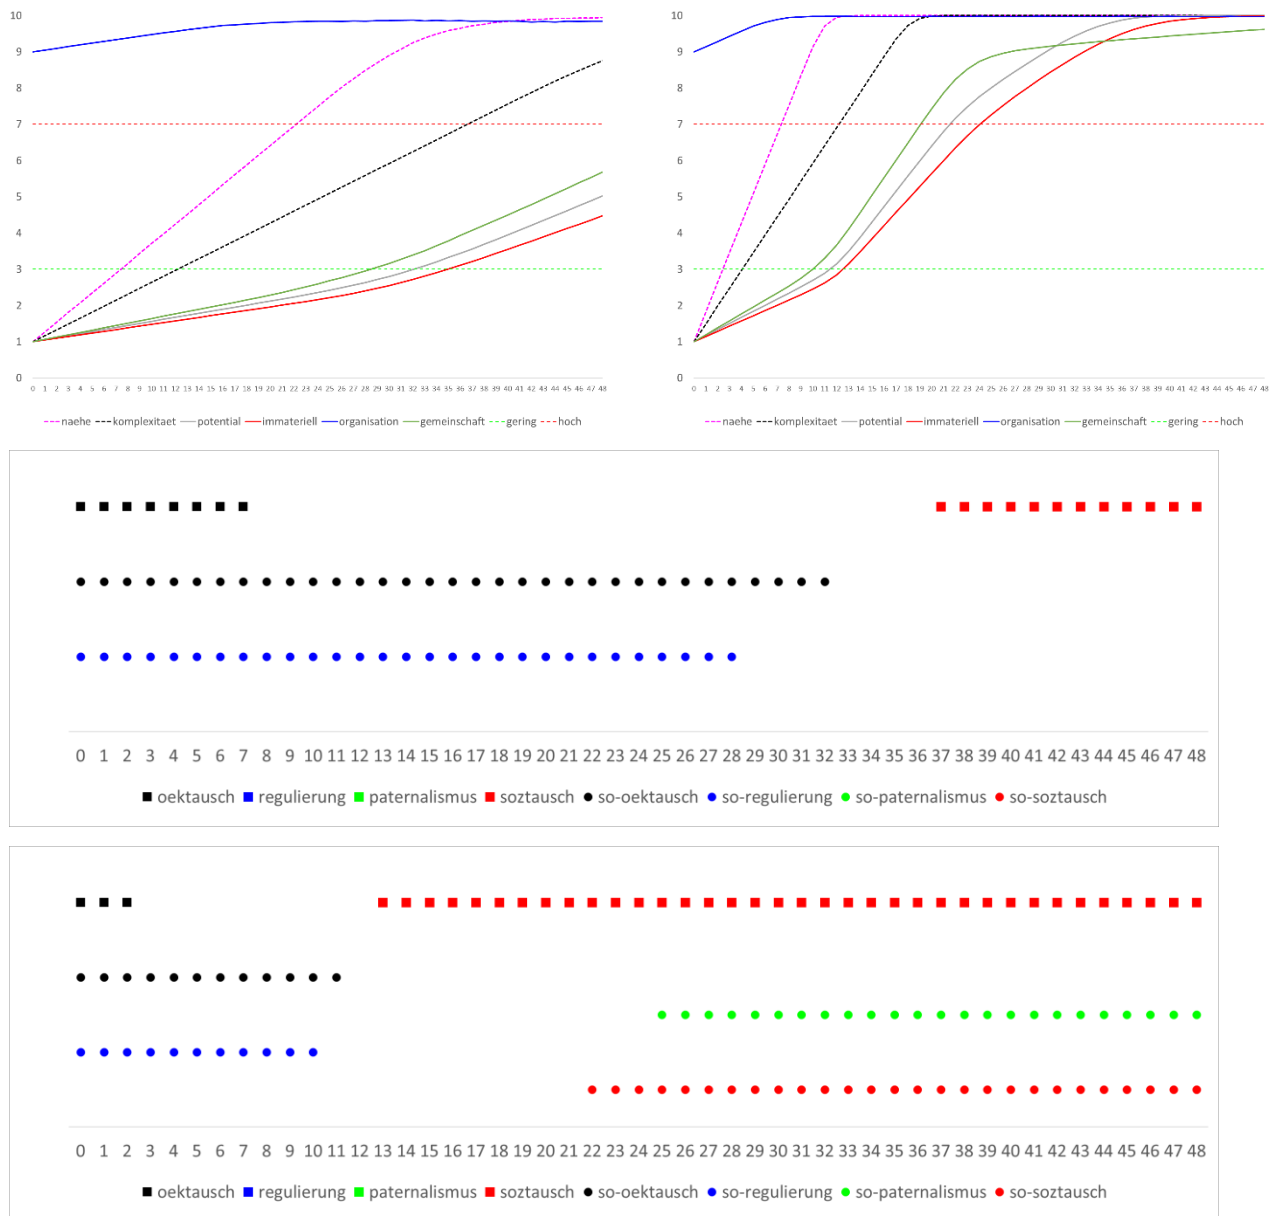 10
9
8
7
6
5
4
3
2
1
0
0 1 2 3 4 5 6 7 8 9 10 11 12 13 14 15 16 17 18 19 20 21 22 23 24 25 26 27 28 29 30 31 32 33 34 35 36 37 38 39 40 41 42 43 44 45 46 47 48
naehe komplexitaet potential immateriell organisation gemeinschaft gering hoch
10
9
8
7
6
5
4
3
2
1
0
0 1 2 3 4 5 6 7 8 9 10 11 12 13 14 15 16 17 18 19 20 21 22 23 24 25 26 27 28 29 30 31 32 33 34 35 36 37 38 39 40 41 42 43 44 45 46 47 48
naehe komplexitaet potential immateriell organisation gemeinschaft gering hoch
0 1 2 3 4 5 6 7 8 9 10 11 12 13 14 15 16 17 18 19 20 21 22 23 24 25 26 27 28 29 30 31 32 33 34 35 36 37 38 39 40 41 42 43 44 45 46 47 48
oektausch regulierung paternalismus soztausch so-oektausch so-regulierung so-paternalismus so-soztausch
0 1 2 3 4 5 6 7 8 9 10 11 12 13 14 15 16 17 18 19 20 21 22 23 24 25 26 27 28 29 30 31 32 33 34 35 36 37 38 39 40 41 42 43 44 45 46 47 48
oektausch regulierung paternalismus soztausch so-oektausch so-regulierung so-paternalismus so-soztausch